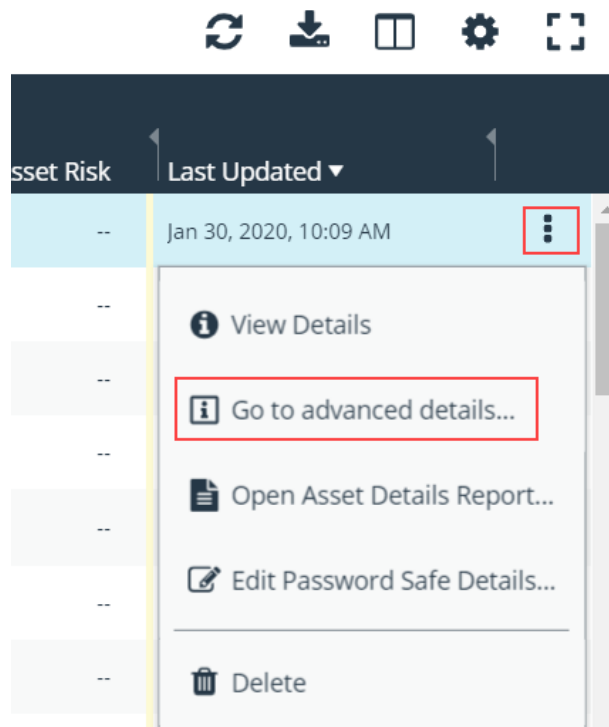 sset Risk
Last Updated
-- Jan 30, 2020, 10:09 AM
--
View Details
--
Go to advanced details...
--
Open Asset Details Report...
--
Edit Password Safe Details...
--
--
Delete